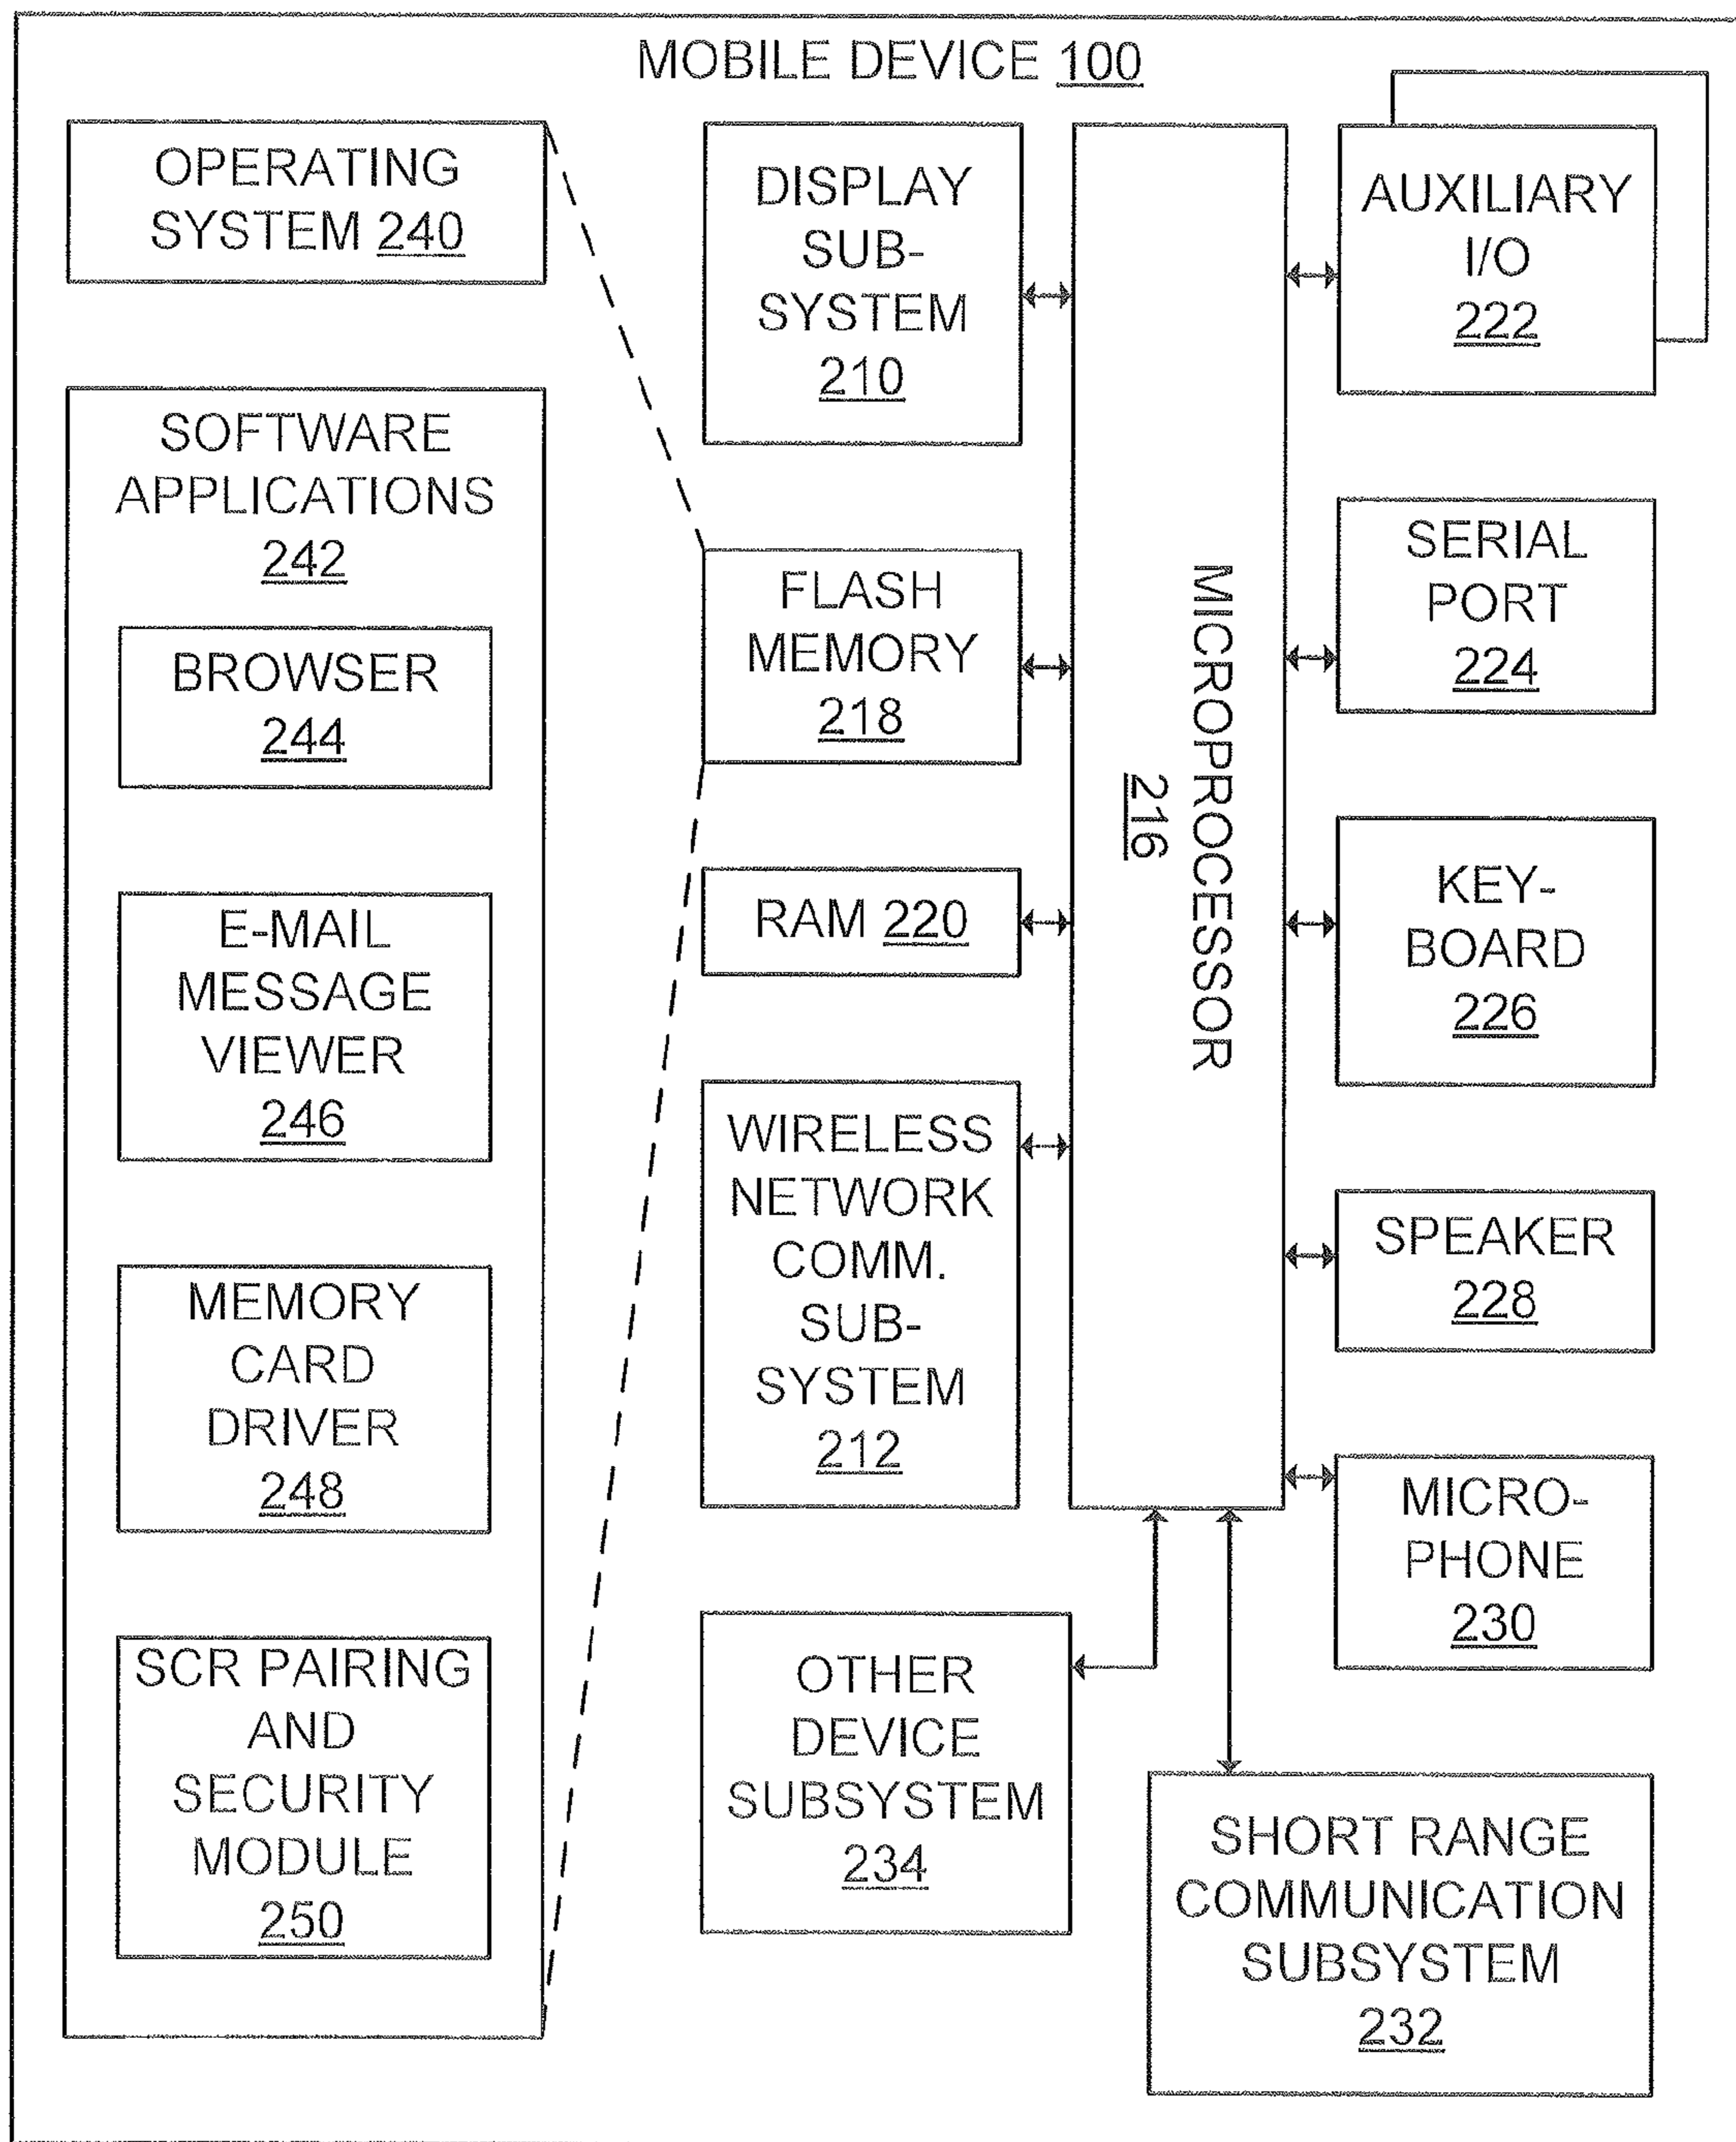 MOBILE DEVICE 100
OPERATING
SYSTEM 240
SOFTWARE
APPLICATIONS
242
BROWSER
244
E-MAIL
MESSAGE
VIEWER
246
MEMORY
CARD
DRIVER
248
SCR PAIRING
AND
SECURITY
MODULE
250
DISPLAY
SUB-
SYSTEM
210
FLASH
MEMORY
218
RAM 220
WIRELESS
NETWORK
COMM.
SUB-
SYSTEM
212
OTHER
DEVICE
SUBSYSTEM
234
MICROPROCESSOR
216
AUXILIARY
I/O
222
SERIAL
PORT
224
KEY-
BOARD
226
SPEAKER
228
MICRO-
PHONE
230
SHORT RANGE
COMMUNICATION
SUBSYSTEM
232